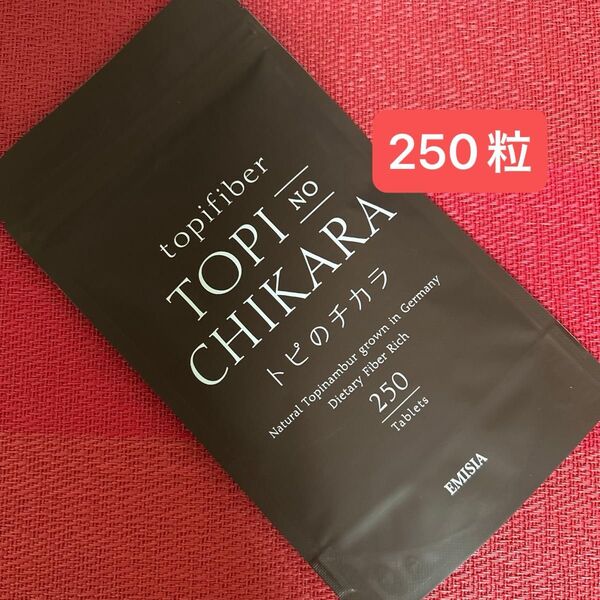 250粒
topifiber
TOPI NO
CHIKARA
トピのチカラ
Natural Topinambur grown in Germany
Dietary Fiber Rich
250
Tablets
EMISIA